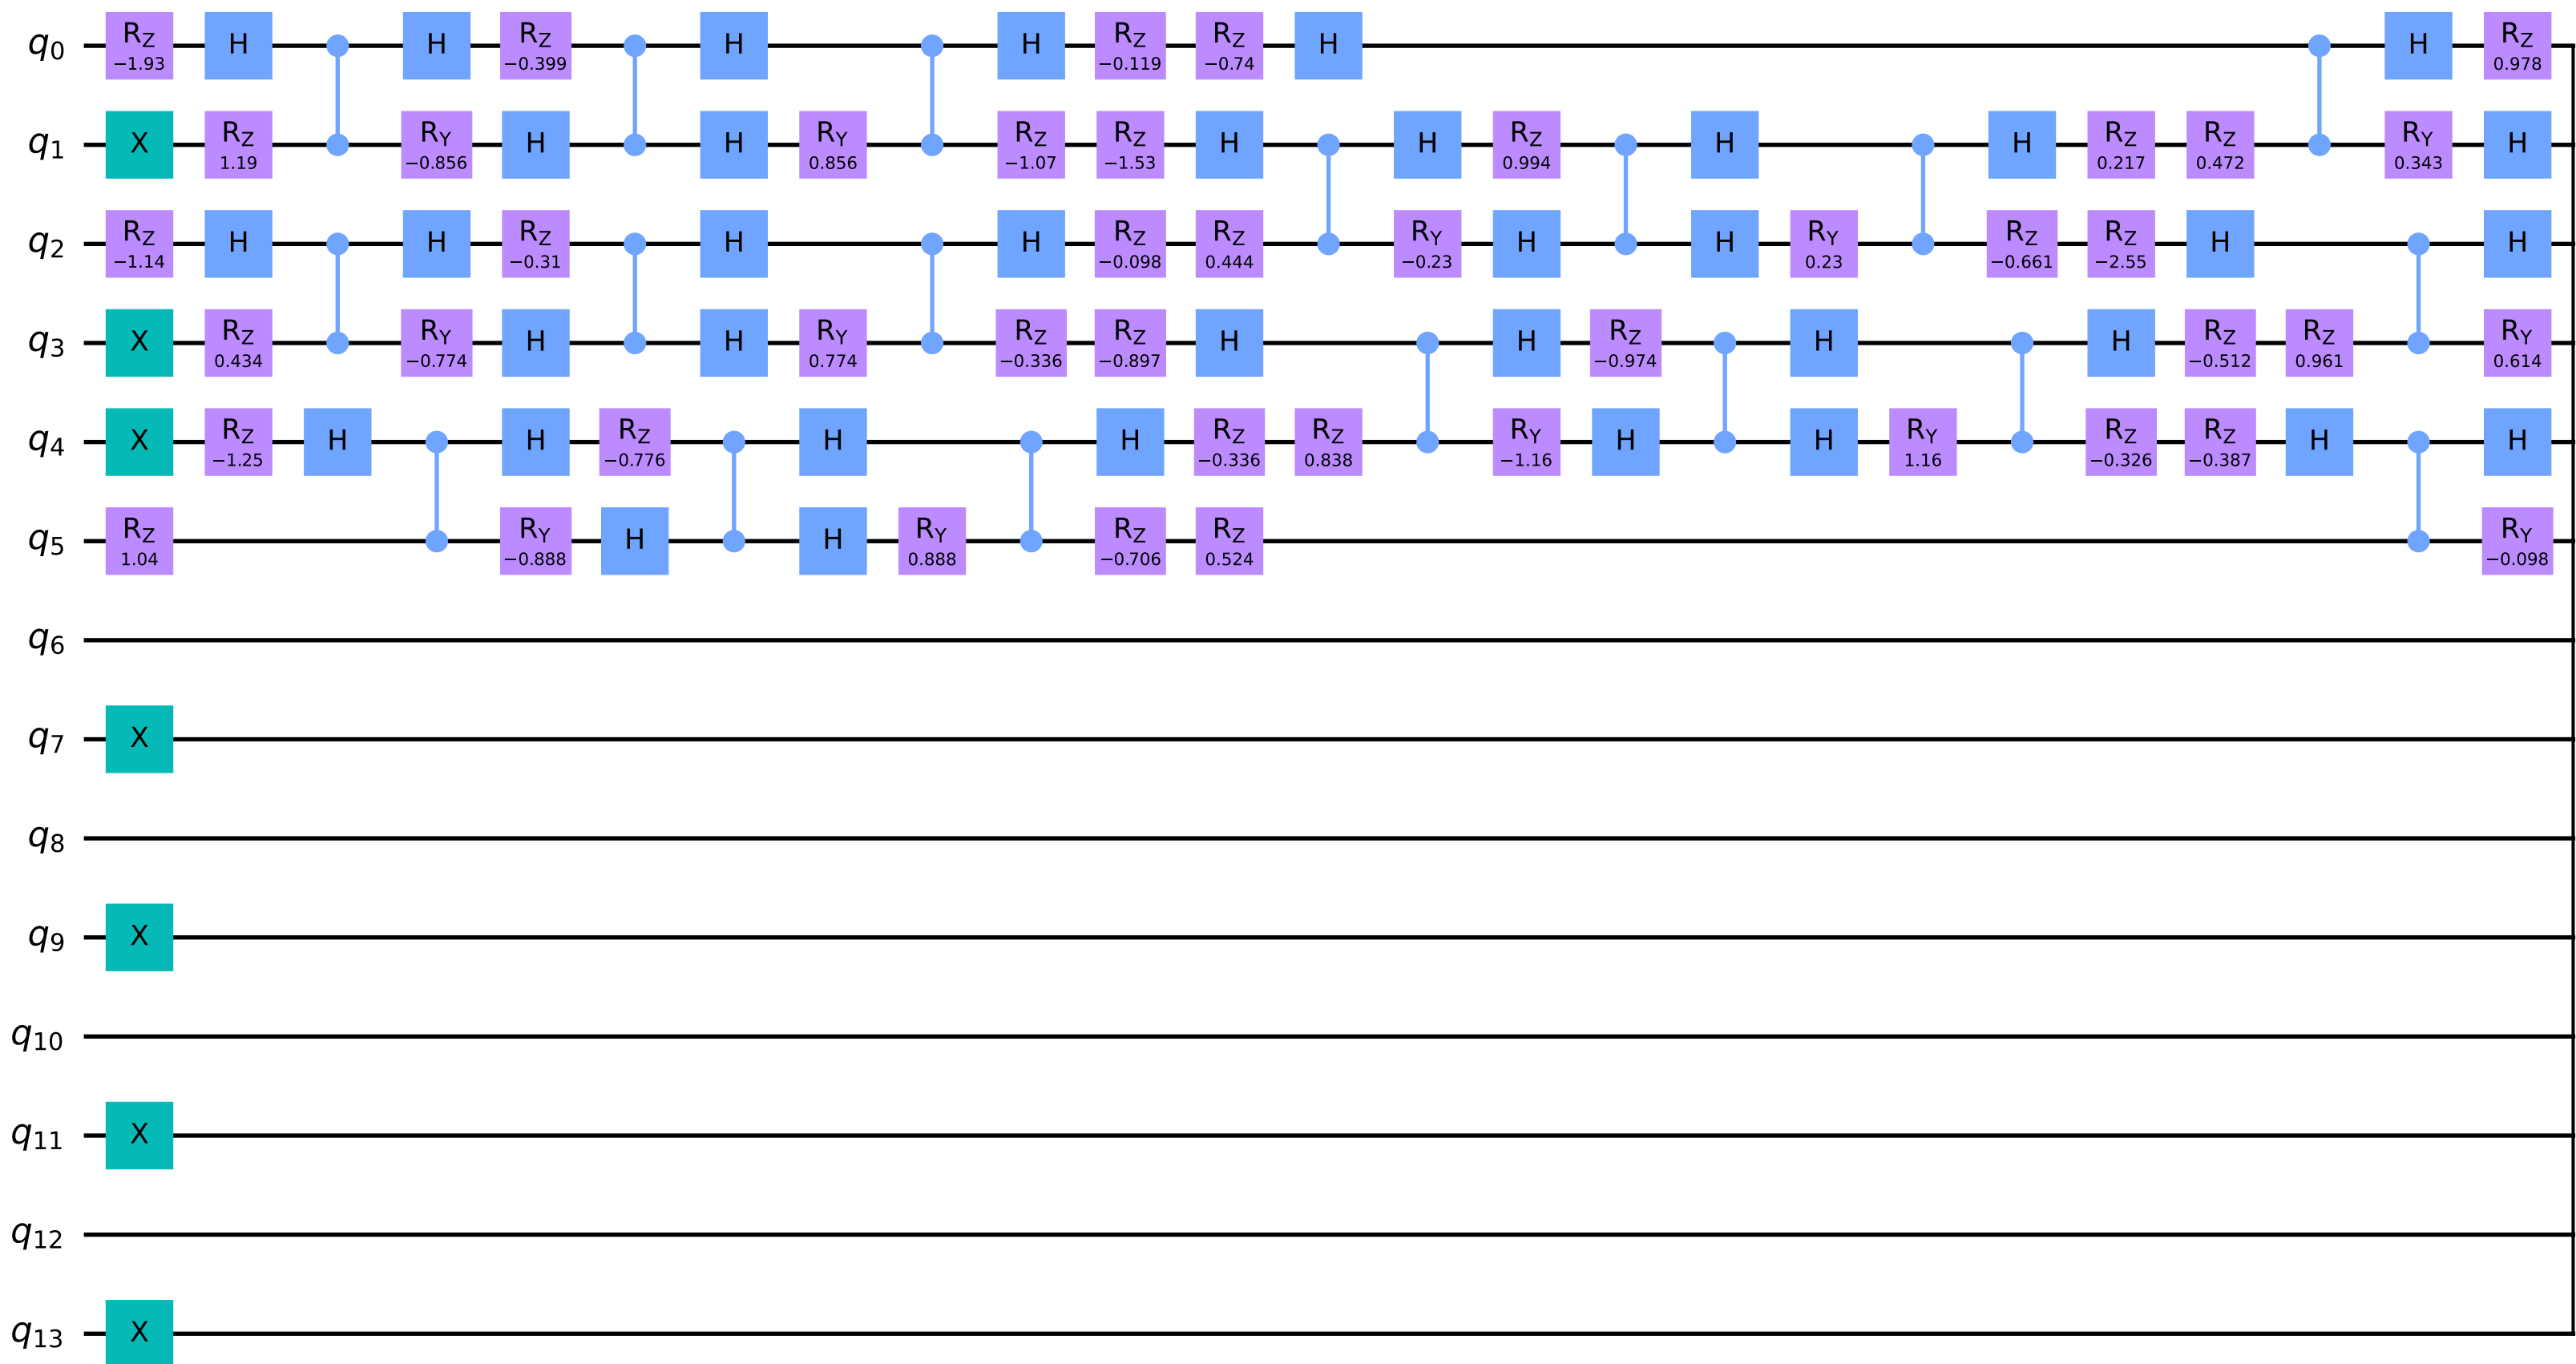 q0 RZ −1.93 H H RZ −0.399 H H RZ −0.119 RZ −0.74 H H RZ 0.978
q1 X RZ 1.19 RY −0.856 H H RY 0.856 RZ −1.07 RZ −1.53 H H RZ 0.994 H H RZ 0.217 RZ 0.472 RY 0.343 H
q2 RZ −1.14 H H RZ −0.31 H H RZ −0.098 RZ 0.444 RY −0.23 H H RY 0.23 RZ −0.661 RZ −2.55 H H
q3 X RZ 0.434 RY −0.774 H H RY 0.774 RZ −0.336 RZ −0.897 H H RZ −0.974 H H RZ −0.512 RZ 0.961 RY 0.614
q4 X RZ −1.25 H H RZ −0.776 H H RZ −0.336 RZ 0.838 RY −1.16 H H RY 1.16 RZ −0.326 RZ −0.387 H H
q5 RZ 1.04 RY −0.888 H H RY 0.888 RZ −0.706 RZ 0.524 RY −0.098
q6
q7 X
q8
q9 X
q10
q11 X
q12
q13 X